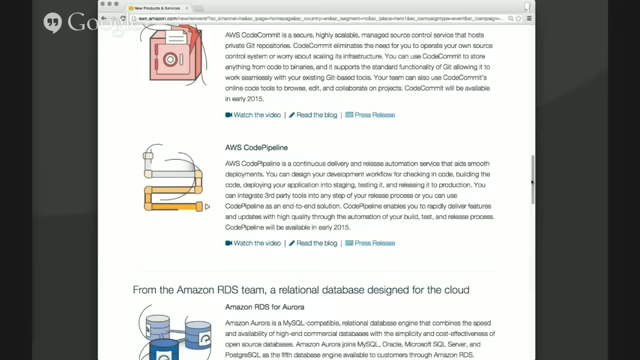 Google
New Products & Services
AWS CodeCommit is a secure, highly scalable, managed source control service that hosts
private Git repositories. CodeCommit eliminates the need for you to operate your own source
control system or worry about scaling its infrastructure. You can use CodeCommit to store
anything from code to binaries, and it supports the standard functionality of Git allowing it to
work seamlessly with your existing Git-based tools. Your team can also use CodeCommit's
online code tools to browse, edit, and collaborate on projects. CodeCommit will be available
in early 2015.
Watch the video | Read the blog | Press Release
AWS CodePipeline
AWS CodePipeline is a continuous delivery and release automation service that aids smooth
deployments. You can design your development workflow for checking in code, building the
code, deploying your application into staging, testing it, and releasing it to production. You
can integrate 3rd party tools into any step of your release process or you can use
CodePipeline as an end-to-end solution. CodePipeline enables you to rapidly deliver features
and updates with high quality through the automation of your build, test, and release process.
CodePipeline will be available in early 2015.
Watch the video | Read the blog | Press Release
From the Amazon RDS team, a relational database designed for the cloud
Amazon RDS for Aurora
Amazon Aurora is a MySQL-compatible, relational database engine that combines the speed
and availability of high-end commercial databases with the simplicity and cost-effectiveness of
open source databases. Amazon Aurora joins MySQL, Oracle, Microsoft SQL Server, and
PostgreSQL as the fifth database engine available to customers through Amazon RDS.